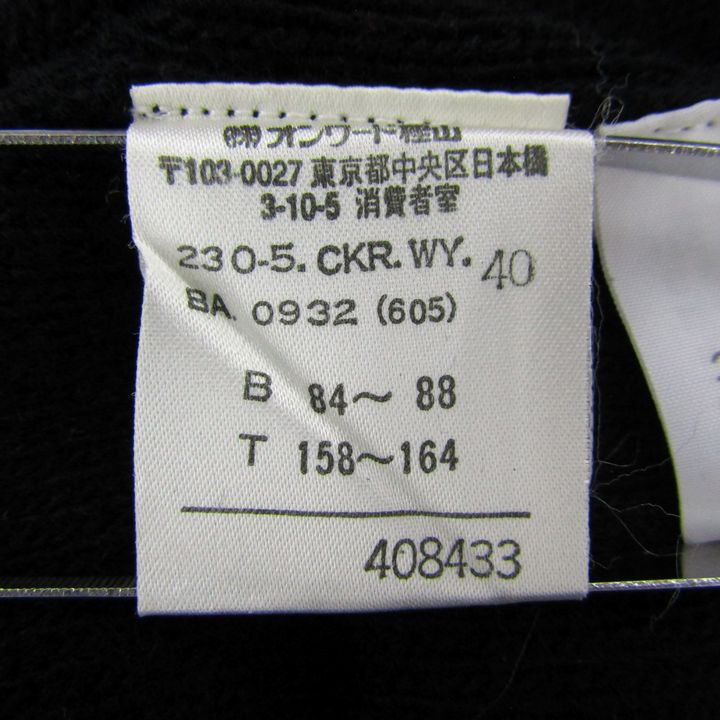 (株)オンワード樫山
〒103-0027 東京都中央区日本橋
3-10-5 消費者室
230-5. CKR. WY. 40
BA. 0932 (605)
B 84～ 88
T 158～164
408433